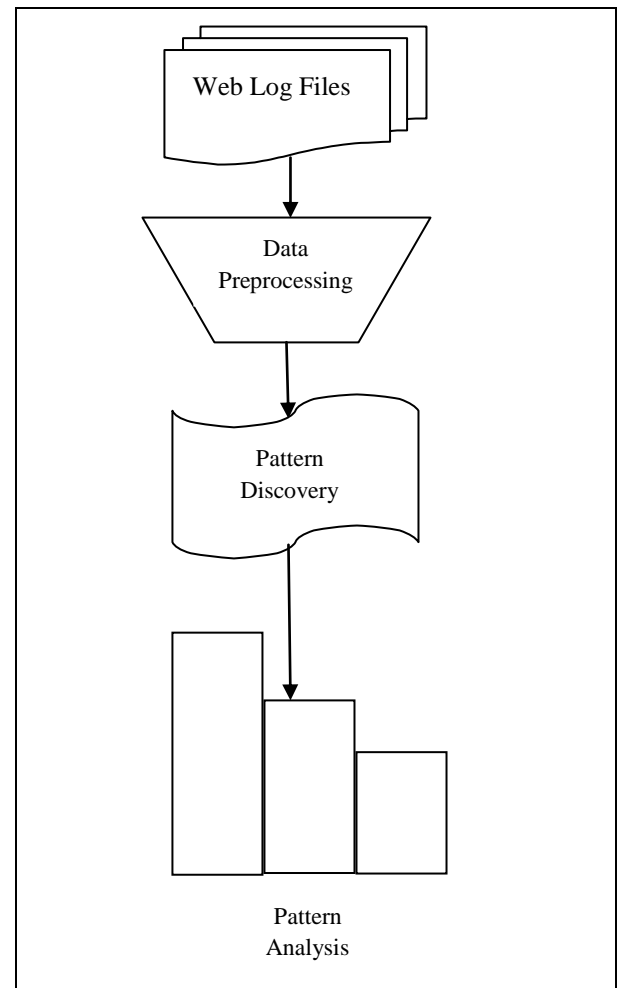 Web Log Files
Data
Preprocessing
Pattern
Discovery
Pattern
Analysis